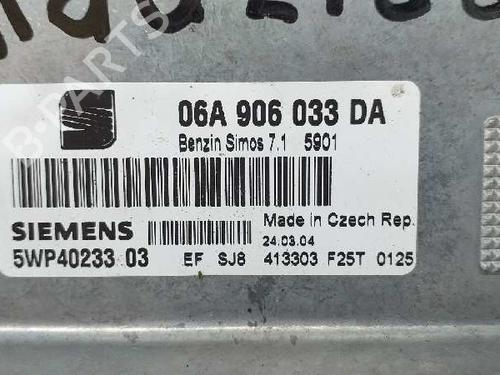 06A 906 033 DA
Benzin Simos 7.1 5901
B-PARTS
SIEMENS
Made in Czech Rep.
24.03.04
5WP40233 03
EF SJ8 413303 F25T 0125